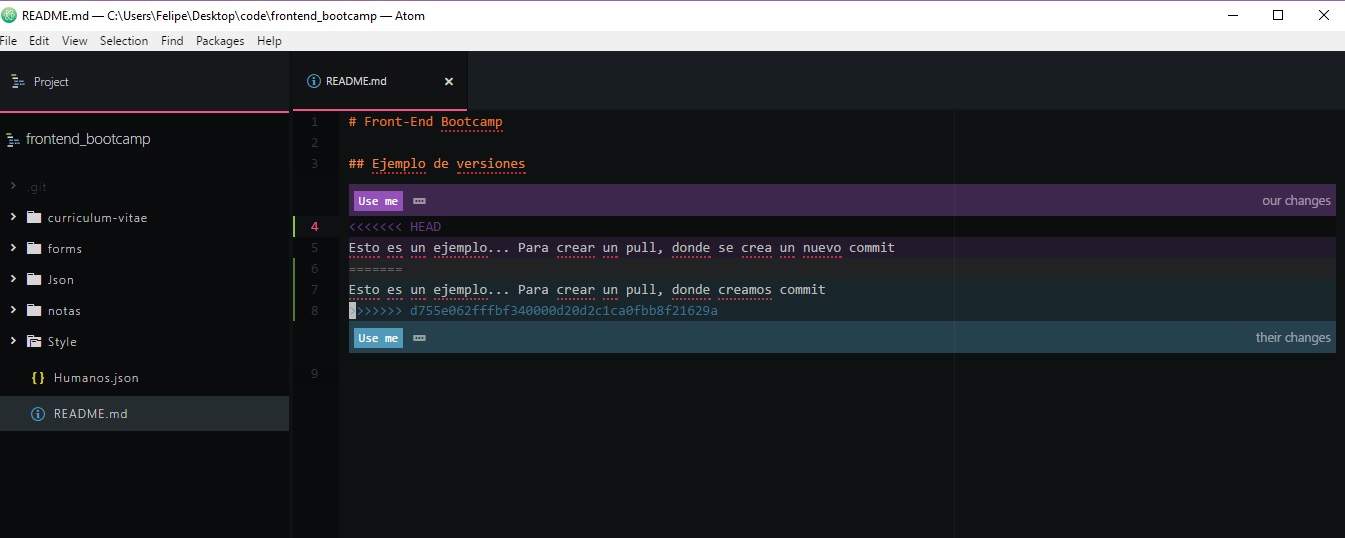 README.md — C:\Users\Felipe\Desktop\code\frontend_bootcamp — Atom
File Edit View Selection Find Packages Help
Project
README.md
frontend_bootcamp
.git
curriculum-vitae
forms
Json
notas
Style
Humanos.json
README.md
1 # Front-End Bootcamp
2
3 ## Ejemplo de versiones
Use me our changes
4 <<<<<<< HEAD
5 Esto es un ejemplo... Para crear un pull, donde se crea un nuevo commit
6 =======
7 Esto es un ejemplo... Para crear un pull, donde creamos commit
8 >>>>>>> d755e062fffbf340000d20d2c1ca0fbb8f21629a
Use me their changes
9